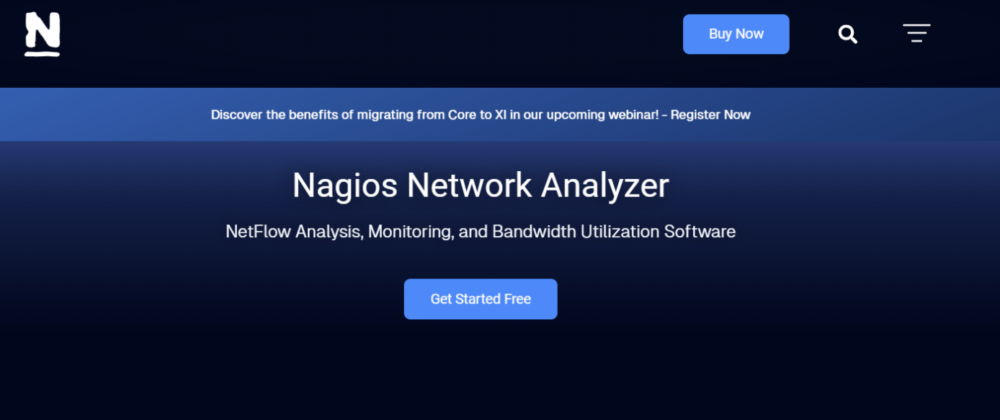 N
Buy Now
Discover the benefits of migrating from Core to XI in our upcoming webinar! - Register Now
Nagios Network Analyzer
NetFlow Analysis, Monitoring, and Bandwidth Utilization Software
Get Started Free